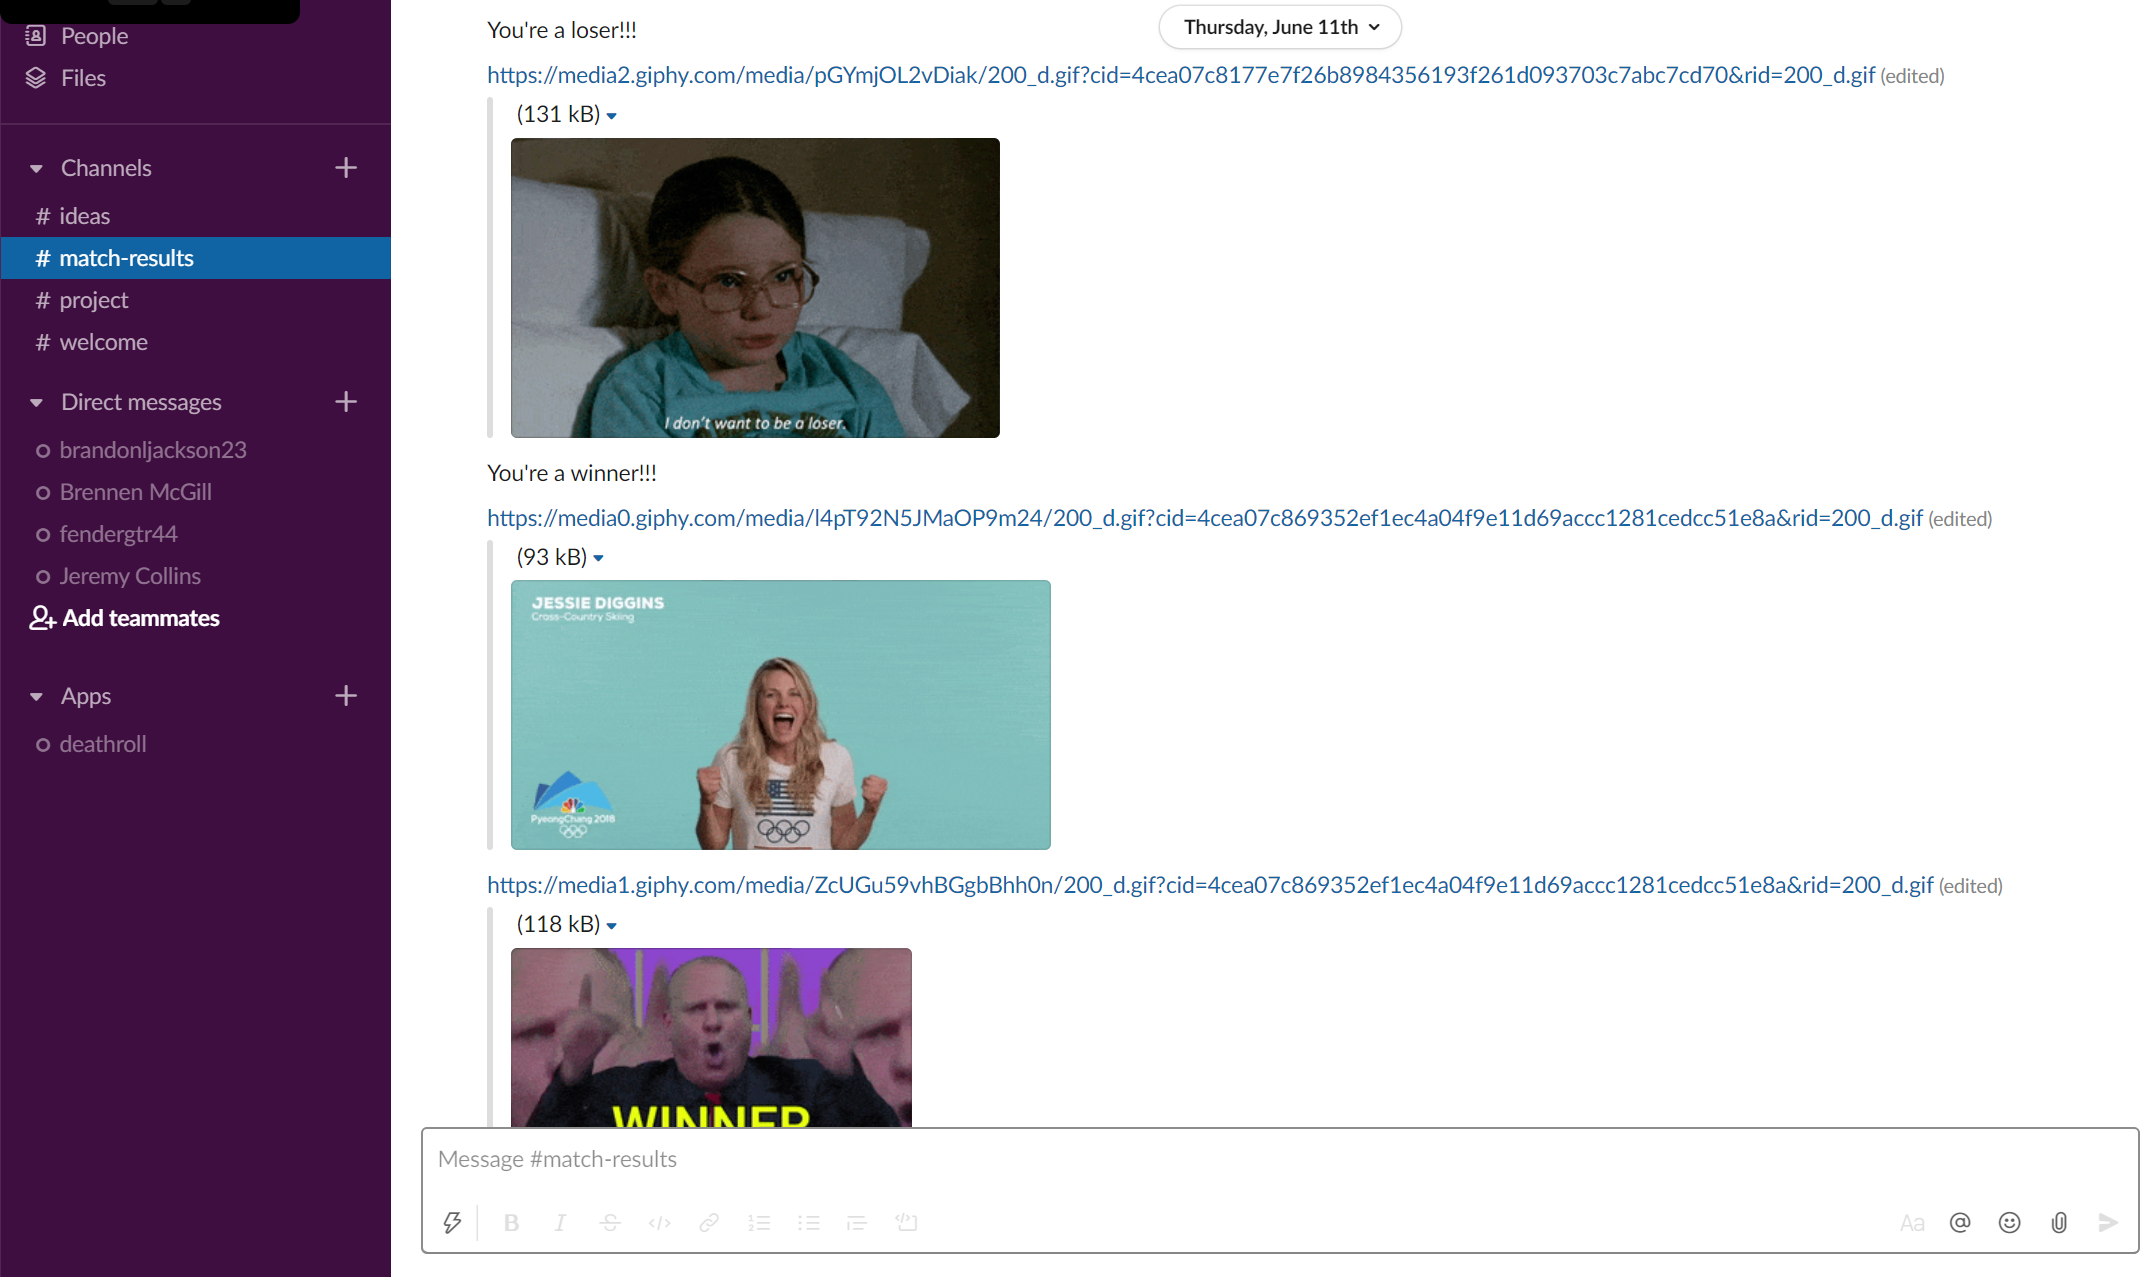 People
Files
Channels
# ideas
# match-results
# project
# welcome
Direct messages
brandonljackson23
Brennen McGill
fendergtr44
Jeremy Collins
Add teammates
Apps
deathroll
Thursday, June 11th
You're a loser!!!
https://media2.giphy.com/media/pGYmjOL2vDiak/200_d.gif?cid=4cea07c8177e7f26b8984356193f261d093703c7abc7cd70&rid=200_d.gif (edited)
(131 kB)
I don't want to be a loser.
You're a winner!!!
https://media0.giphy.com/media/l4pT92N5JMaOP9m24/200_d.gif?cid=4cea07c869352ef1ec4a04f9e11d69accc1281cedcc51e8a&rid=200_d.gif (edited)
(93 kB)
JESSIE DIGGINS
Cross-Country Skiing
PyeongChang 2018
https://media1.giphy.com/media/ZcUGu59vhBGgbBhh0n/200_d.gif?cid=4cea07c869352ef1ec4a04f9e11d69accc1281cedcc51e8a&rid=200_d.gif (edited)
(118 kB)
WINNER
Message #match-results
B I S </> Aa @